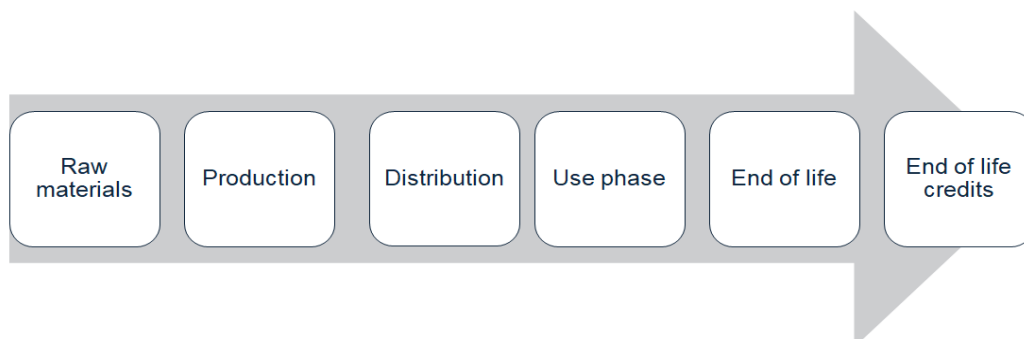 Raw
materials
Production
Distribution
Use phase
End of life
End of life
credits